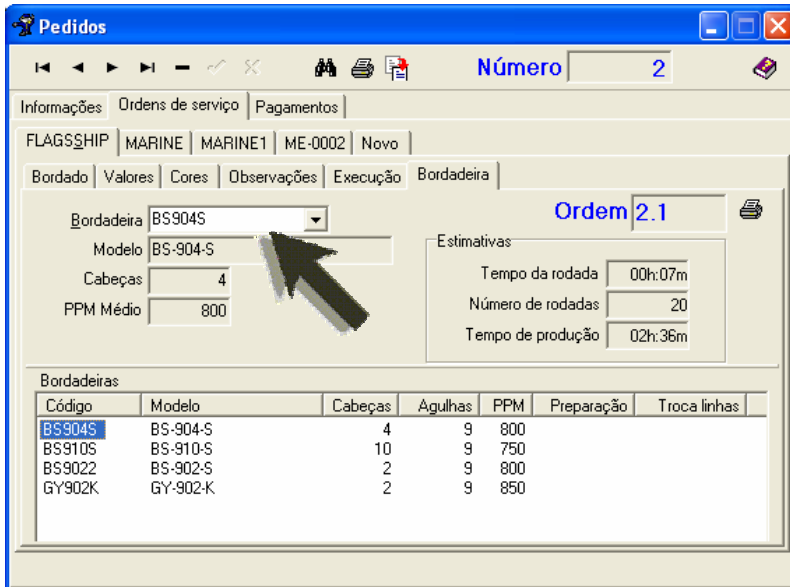 Pedidos
Número 2
Informações Ordens de serviço Pagamentos
FLAGSSHIP MARINE MARINE1 ME-0002 Novo
Bordado Valores Cores Observações Execução Bordadeira
Bordadeira BS904S Ordem 2.1
Modelo BS-904-S Estimativas
Cabeças 4 Tempo da rodada 00h:07m
PPM Médio 800 Número de rodadas 20
Tempo de produção 02h:36m
Bordadeiras
Código Modelo Cabeças Agulhas PPM Preparação Troca linhas
BS904S BS-904-S 4 9 800
BS910S BS-910-S 10 9 750
BS9022 BS-902-S 2 9 800
GY902K GY-902-K 2 9 850